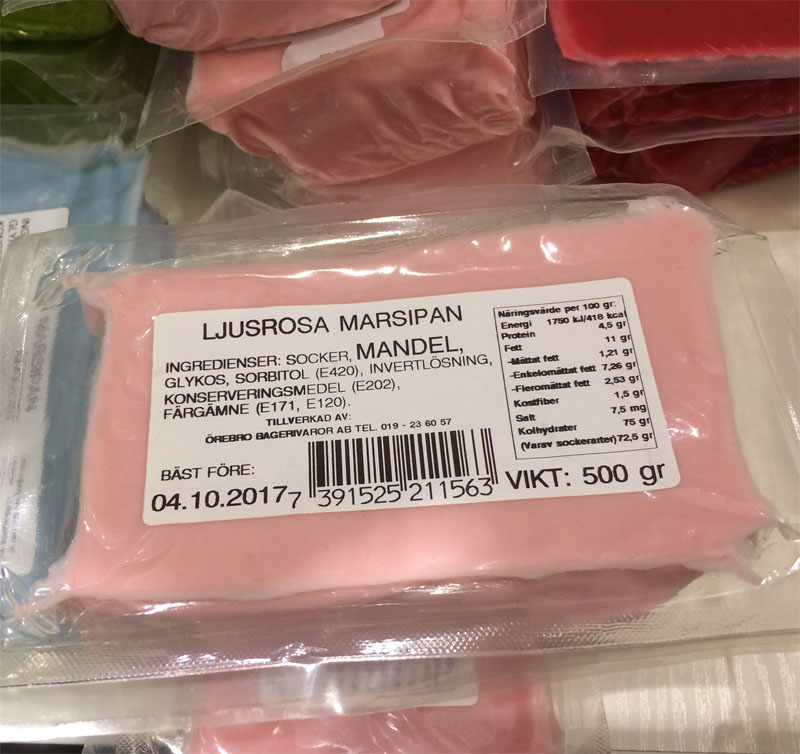 LJUSROSA MARSIPAN
INGREDIENSER: SOCKER, MANDEL,
GLYKOS, SORBITOL (E420), INVERTLÖSNING,
KONSERVERINGSMEDEL (E202),
FÄRGÄMNE (E171, E120).
TILLVERKAD AV:
ÖREBRO BAGERIVAROR AB TEL. 019 - 23 60 57
BÄST FÖRE:
04.10.2017
7 391525 211563
VIKT: 500 gr
Näringsvärde per 100 gr:
Energi 1750 kJ/418 kcal
Protein 4,5 gr
Fett 11 gr
-Mättat fett 1,21 gr
-Enkelomättat fett 7,26 gr
-Fleromättat fett 2,53 gr
Kostfiber 1,5 gr
Salt 7,5 mg
Kolhydrater 75 gr
(Varav sockerarter) 72,5 gr